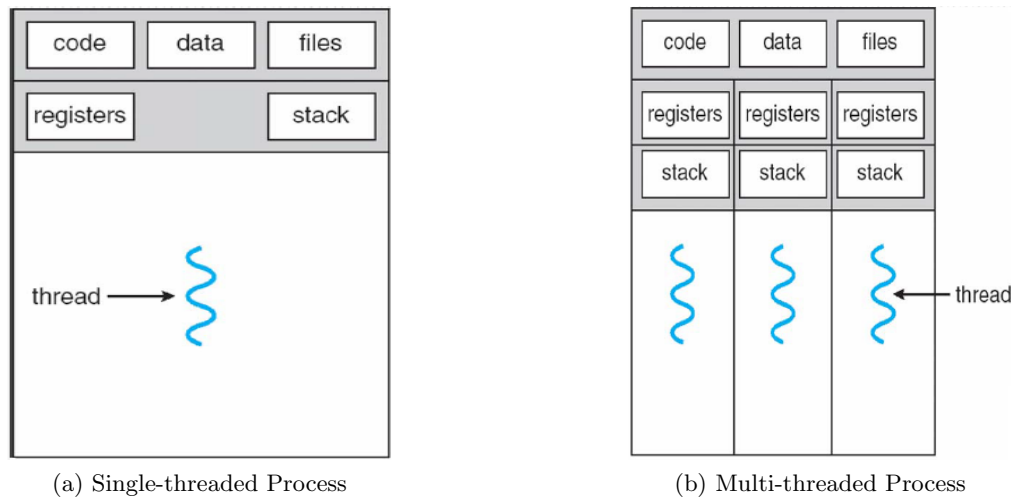 code data files
registers stack
thread
(a) Single-threaded Process
code data files
registers registers registers
stack stack stack
thread
(b) Multi-threaded Process